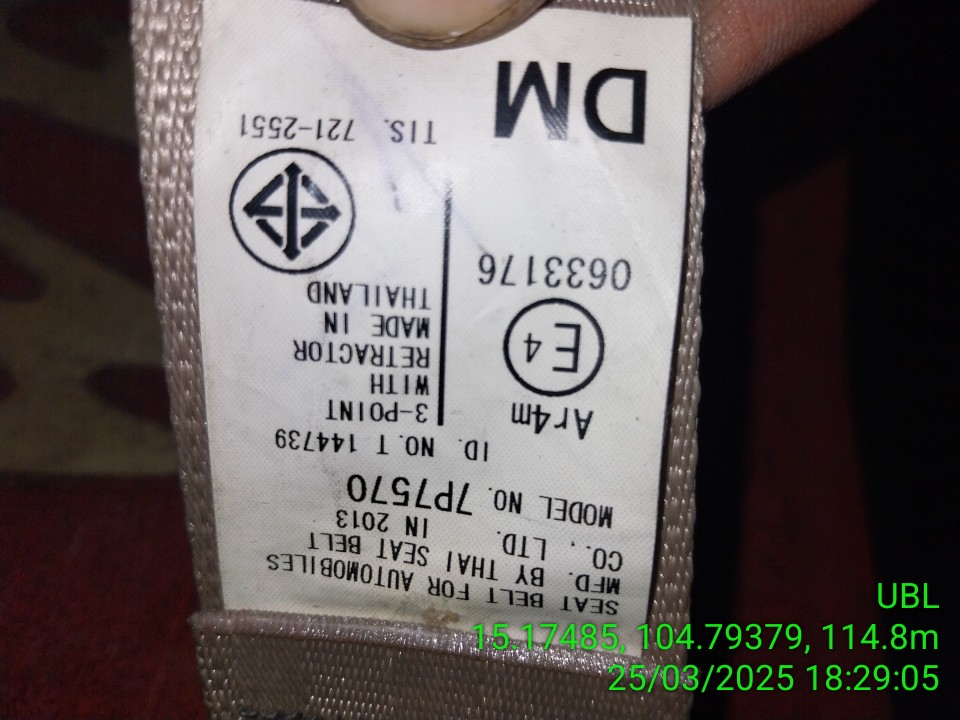 SEAT BELT FOR AUTOMOBILES
MFD. BY THAI SEAT BELT
CO., LTD. IN 2013
MODEL NO. 7P7570
ID. NO. T 144739
Ar4m
E4
0633176
DM
3-POINT
WITH
RETRACTOR
MADE IN
THAILAND
TIS. 721-2551
UBL
15.17485, 104.79379, 114.8m
25/03/2025 18:29:05